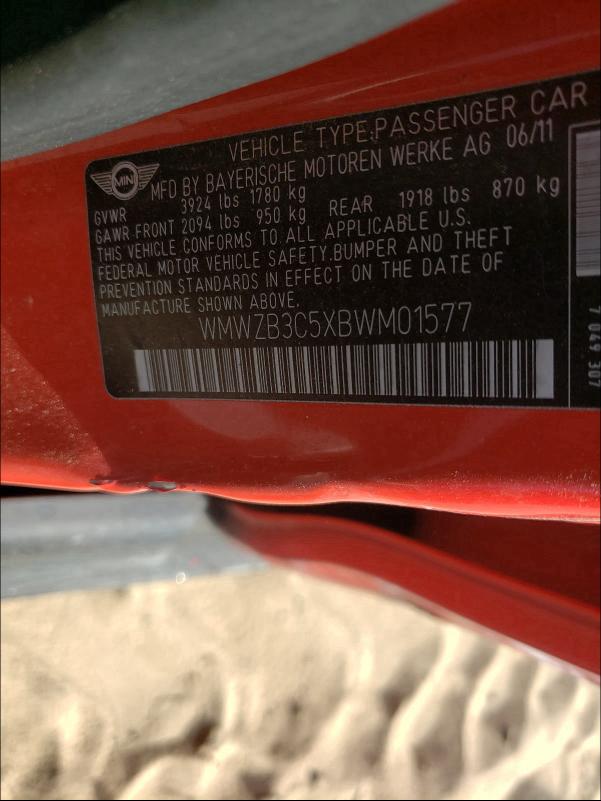 VEHICLE TYPE:PASSENGER CAR
MINI
MFD BY BAYERISCHE MOTOREN WERKE AG 06/11
GVWR 3924 lbs 1780 kg
GAWR FRONT 2094 lbs 950 kg REAR 1918 lbs 870 kg
THIS VEHICLE CONFORMS TO ALL APPLICABLE U.S.
FEDERAL MOTOR VEHICLE SAFETY.BUMPER AND THEFT
PREVENTION STANDARDS IN EFFECT ON THE DATE OF
MANUFACTURE SHOWN ABOVE.
WMWZB3C5XBWM01577
7 049 307